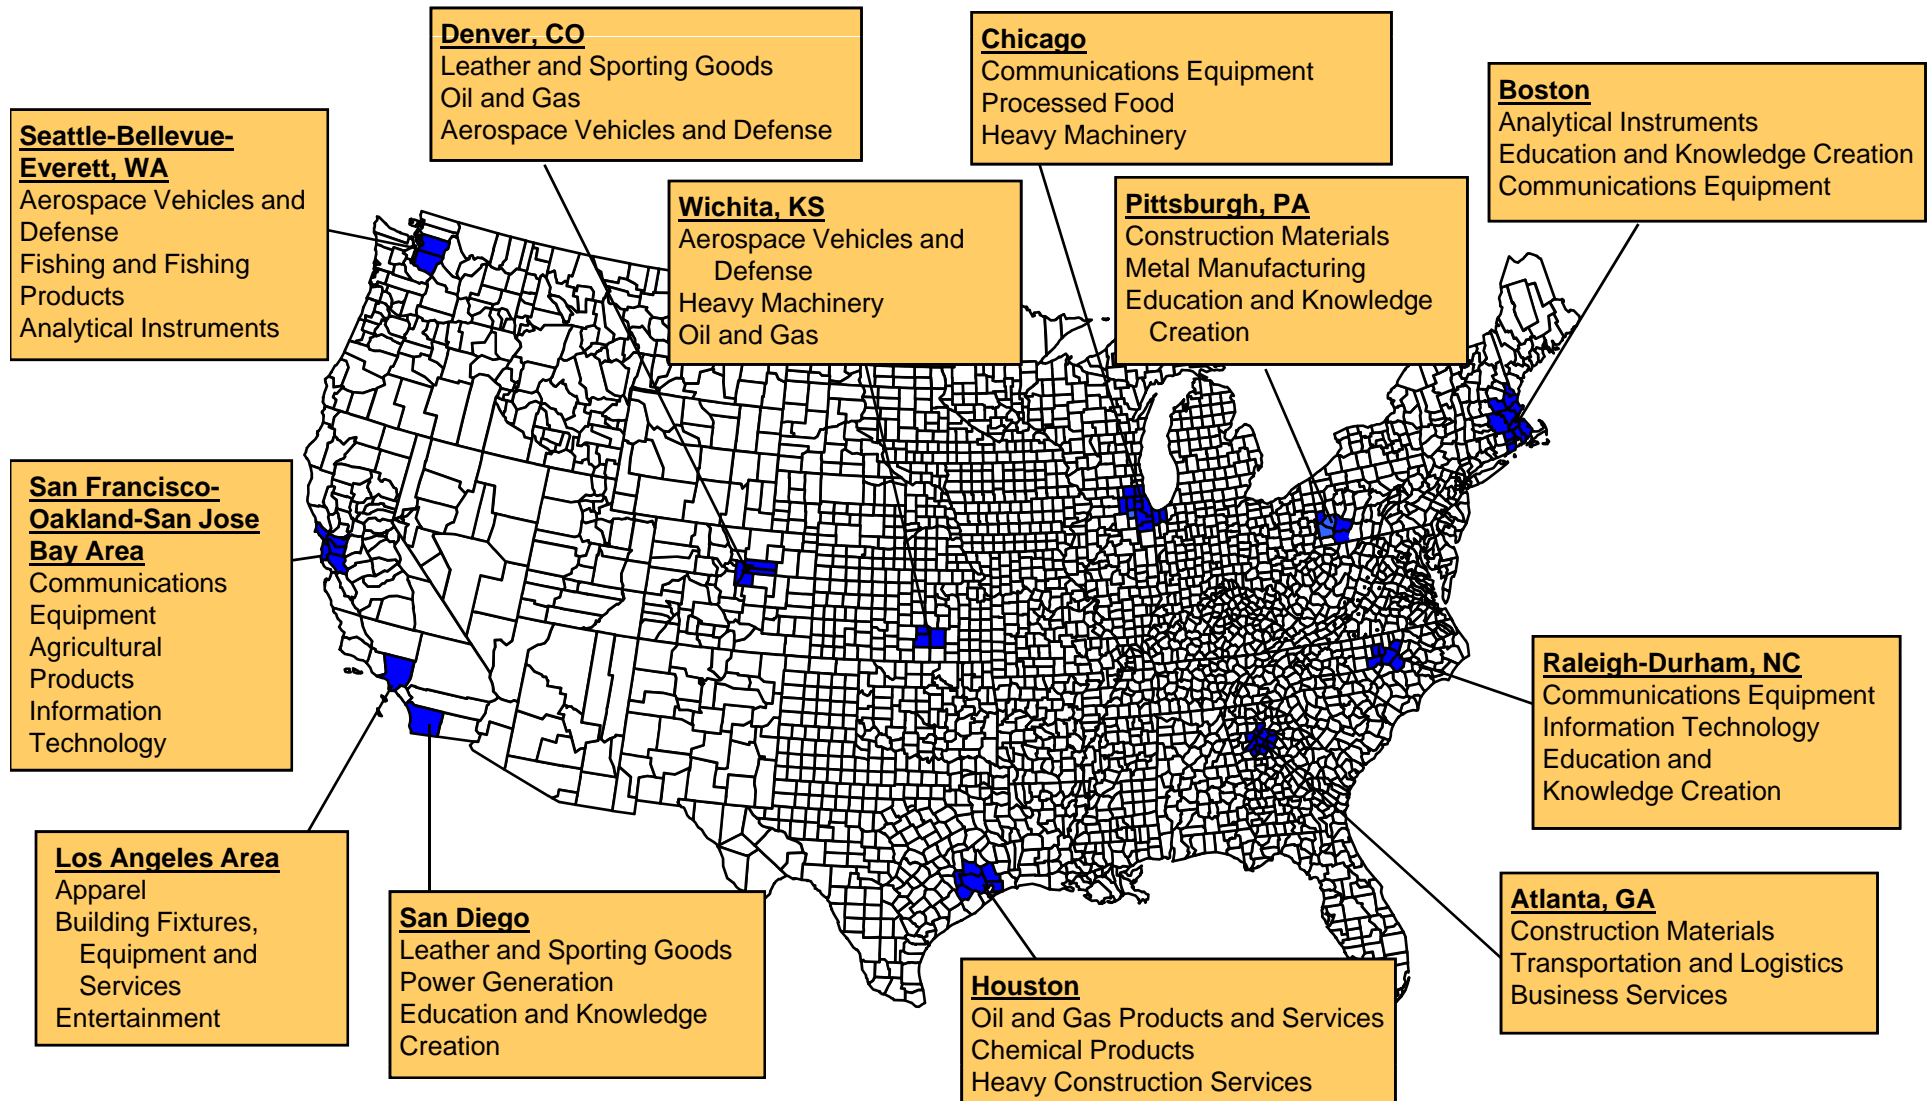 Denver, CO
Leather and Sporting Goods
Oil and Gas
Aerospace Vehicles and Defense
Chicago
Communications Equipment
Processed Food
Heavy Machinery
Boston
Analytical Instruments
Education and Knowledge Creation
Communications Equipment
Seattle-Bellevue-
Everett, WA
Aerospace Vehicles and
Defense
Fishing and Fishing
Products
Analytical Instruments
Wichita, KS
Aerospace Vehicles and
Defense
Heavy Machinery
Oil and Gas
Pittsburgh, PA
Construction Materials
Metal Manufacturing
Education and Knowledge
Creation
San Francisco-
Oakland-San Jose
Bay Area
Communications
Equipment
Agricultural
Products
Information
Technology
Raleigh-Durham, NC
Communications Equipment
Information Technology
Education and
Knowledge Creation
Los Angeles Area
Apparel
Building Fixtures,
Equipment and
Services
Entertainment
San Diego
Leather and Sporting Goods
Power Generation
Education and Knowledge
Creation
Houston
Oil and Gas Products and Services
Chemical Products
Heavy Construction Services
Atlanta, GA
Construction Materials
Transportation and Logistics
Business Services